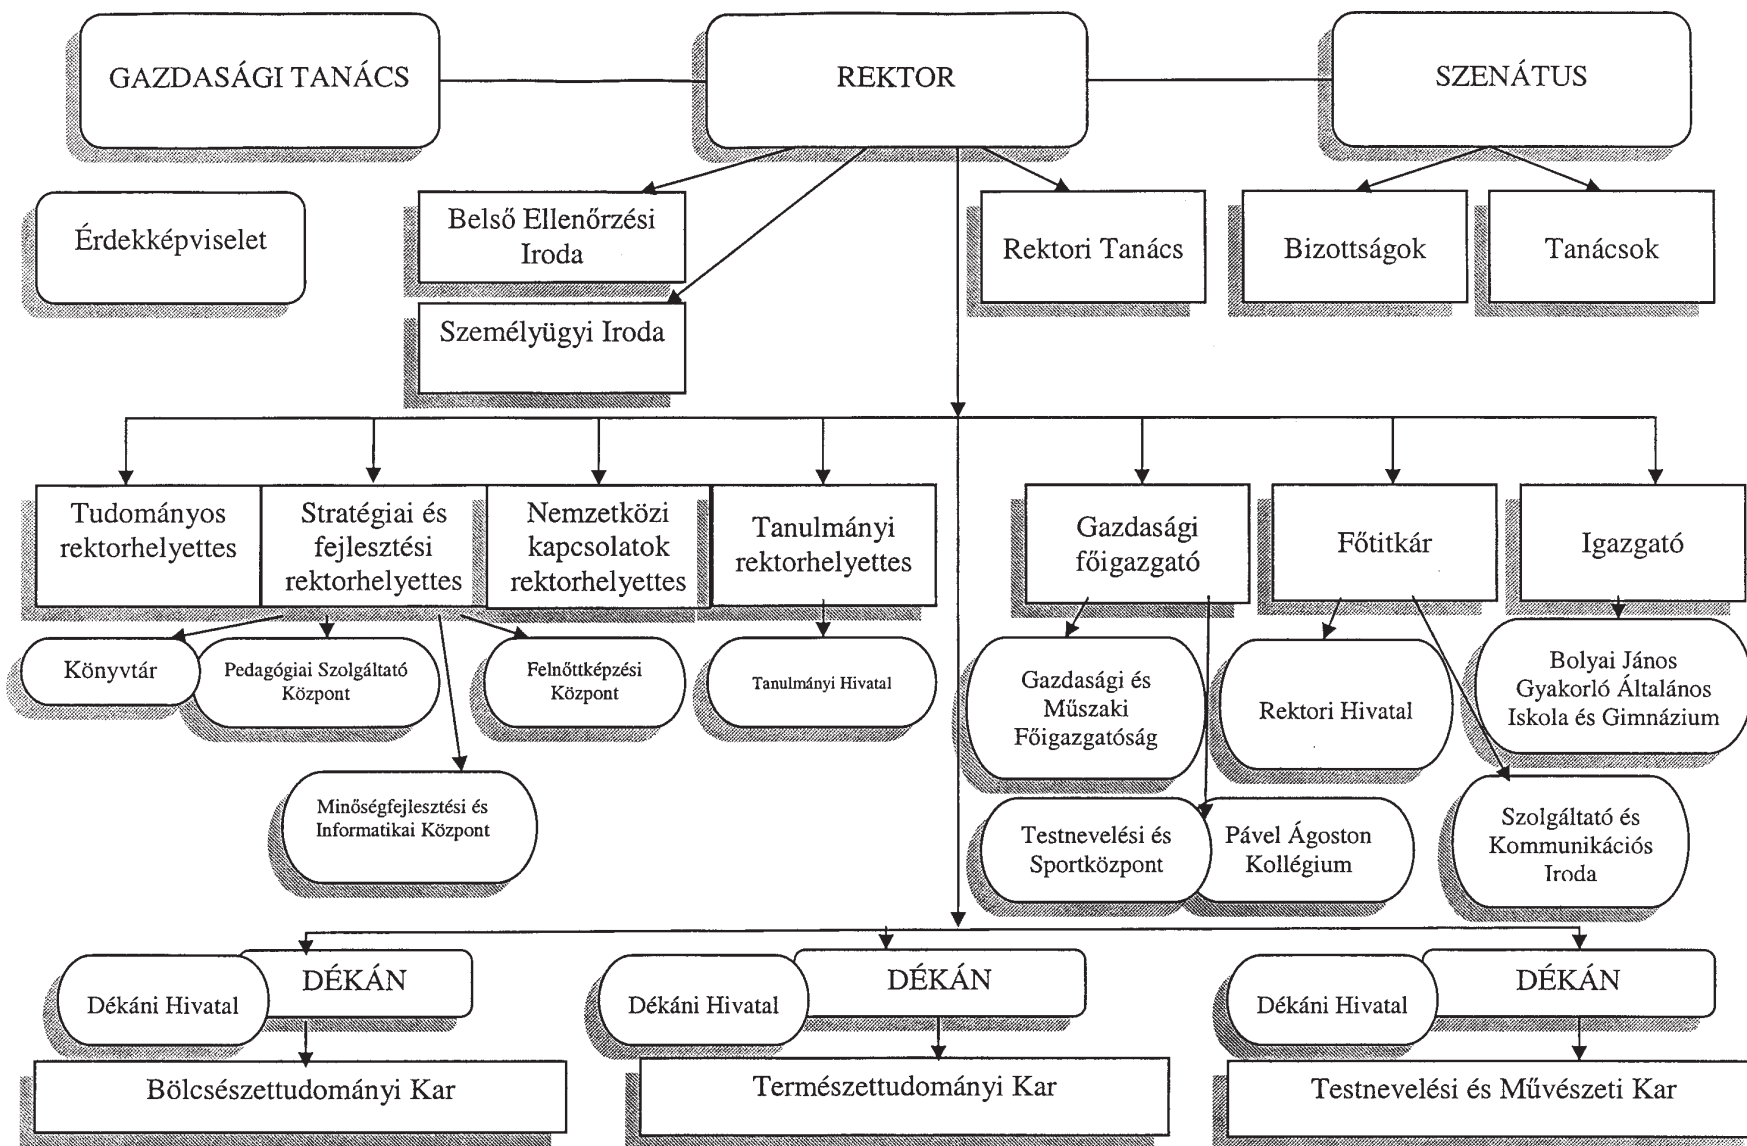 GAZDASÁGI TANÁCS
REKTOR
SZENÁTUS
Érdekképviselet
Belső Ellenőrzési
Iroda
Személyügyi Iroda
Rektori Tanács
Bizottságok
Tanácsok
Tudományos
rektorhelyettes
Stratégiai és
fejlesztési
rektorhelyettes
Nemzetközi
kapcsolatok
rektorhelyettes
Tanulmányi
rektorhelyettes
Gazdasági
főigazgató
Főtitkár
Igazgató
Könyvtár
Pedagógiai Szolgáltató
Központ
Felnőttképzési
Központ
Tanulmányi Hivatal
Gazdasági és
Műszaki
Főigazgatóság
Rektori Hivatal
Bolyai János
Gyakorló Általános
Iskola és Gimnázium
Minőségfejlesztési és
Informatikai Központ
Testnevelési és
Sportközpont
Pável Ágoston
Kollégium
Szolgáltató és
Kommunikációs
Iroda
Dékáni Hivatal
DÉKÁN
Dékáni Hivatal
DÉKÁN
Dékáni Hivatal
DÉKÁN
Bölcsészettudományi Kar
Természettudományi Kar
Testnevelési és Művészeti Kar